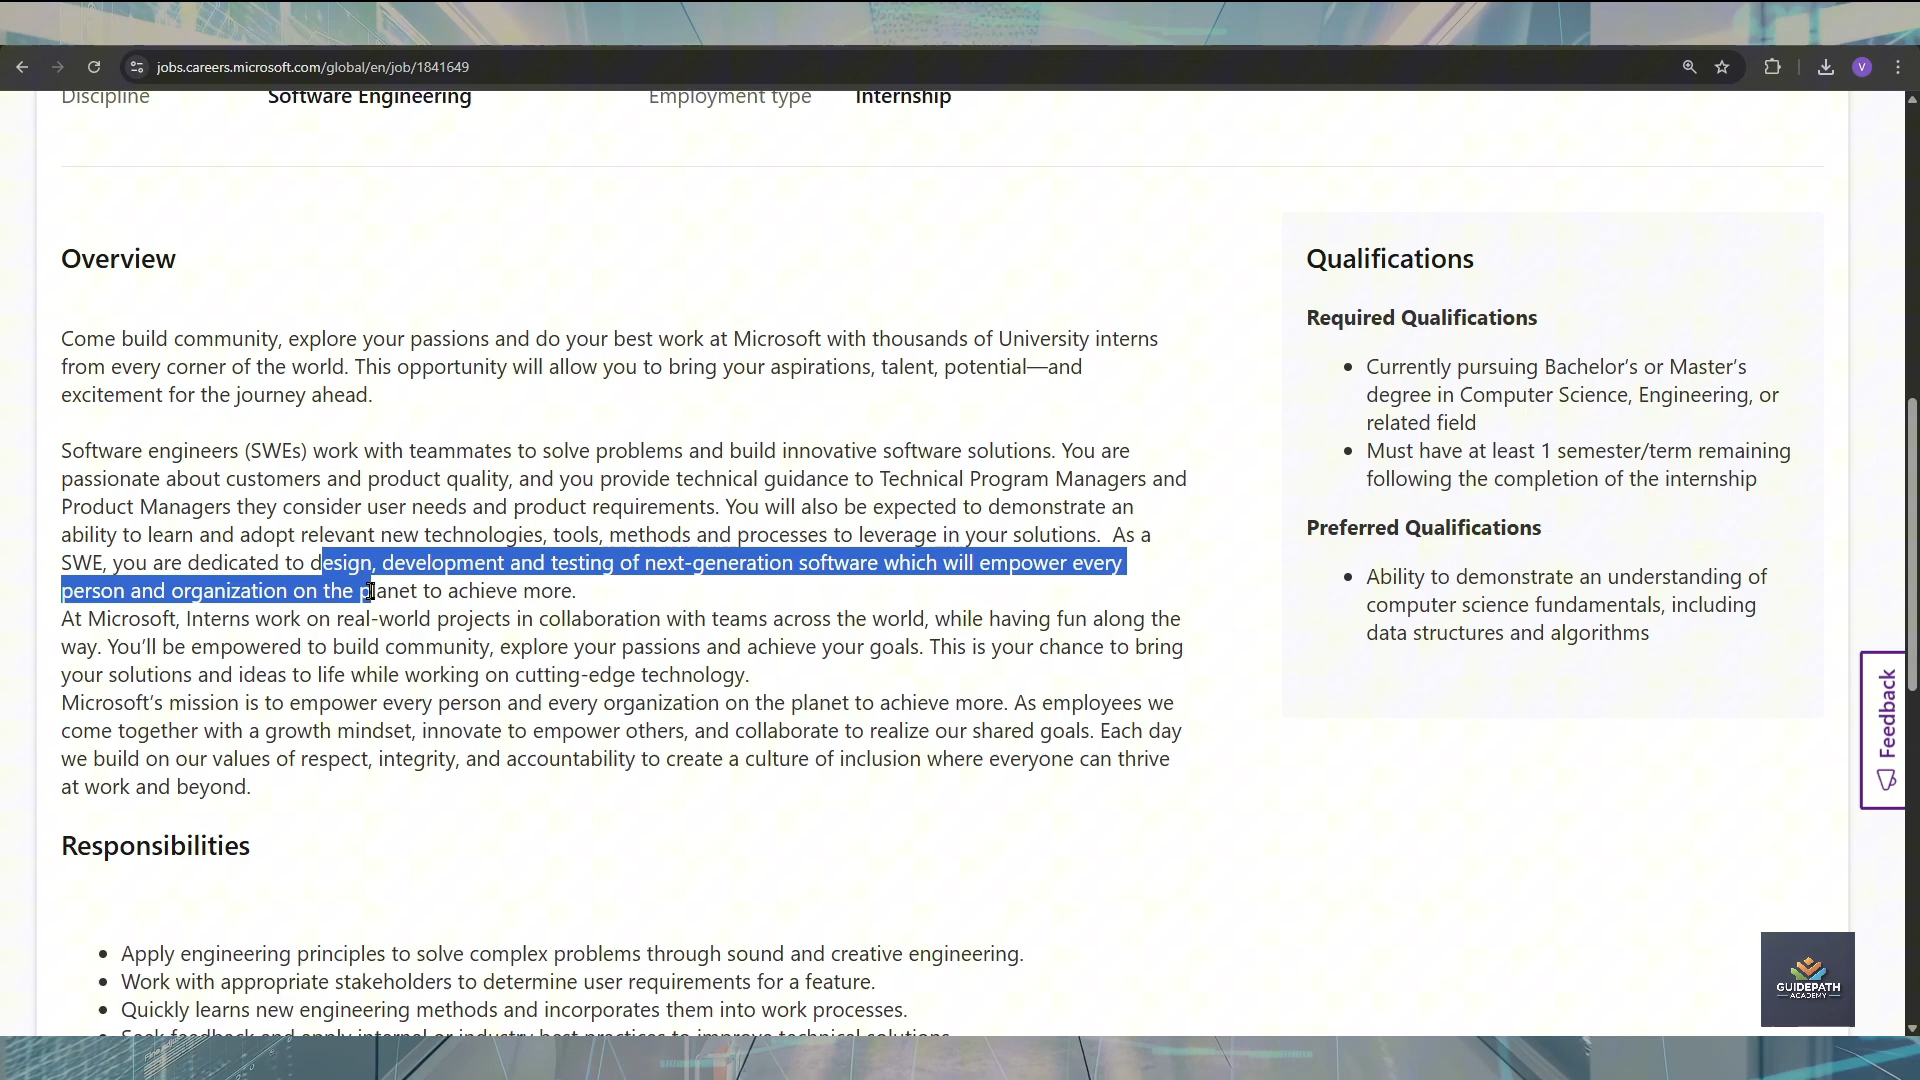 jobs.careers.microsoft.com/global/en/job/1841649
V
Discipline Software Engineering Employment type Internship
Overview
Come build community, explore your passions and do your best work at Microsoft with thousands of University interns
from every corner of the world. This opportunity will allow you to bring your aspirations, talent, potential—and
excitement for the journey ahead.
Software engineers (SWEs) work with teammates to solve problems and build innovative software solutions. You are
passionate about customers and product quality, and you provide technical guidance to Technical Program Managers and
Product Managers they consider user needs and product requirements. You will also be expected to demonstrate an
ability to learn and adopt relevant new technologies, tools, methods and processes to leverage in your solutions.  As a
SWE, you are dedicated to design, development and testing of next-generation software which will empower every
person and organization on the planet to achieve more.
At Microsoft, Interns work on real-world projects in collaboration with teams across the world, while having fun along the
way. You’ll be empowered to build community, explore your passions and achieve your goals. This is your chance to bring
your solutions and ideas to life while working on cutting-edge technology.
Microsoft’s mission is to empower every person and every organization on the planet to achieve more. As employees we
come together with a growth mindset, innovate to empower others, and collaborate to realize our shared goals. Each day
we build on our values of respect, integrity, and accountability to create a culture of inclusion where everyone can thrive
at work and beyond.
Responsibilities
Apply engineering principles to solve complex problems through sound and creative engineering.
Work with appropriate stakeholders to determine user requirements for a feature.
Quickly learns new engineering methods and incorporates them into work processes.
Seek feedback and apply internal or industry best practices to improve technical solutions.
Qualifications
Required Qualifications
Currently pursuing Bachelor’s or Master’s
degree in Computer Science, Engineering, or
related field
Must have at least 1 semester/term remaining
following the completion of the internship
Preferred Qualifications
Ability to demonstrate an understanding of
computer science fundamentals, including
data structures and algorithms
Feedback
GUIDEPATH
ACADEMY